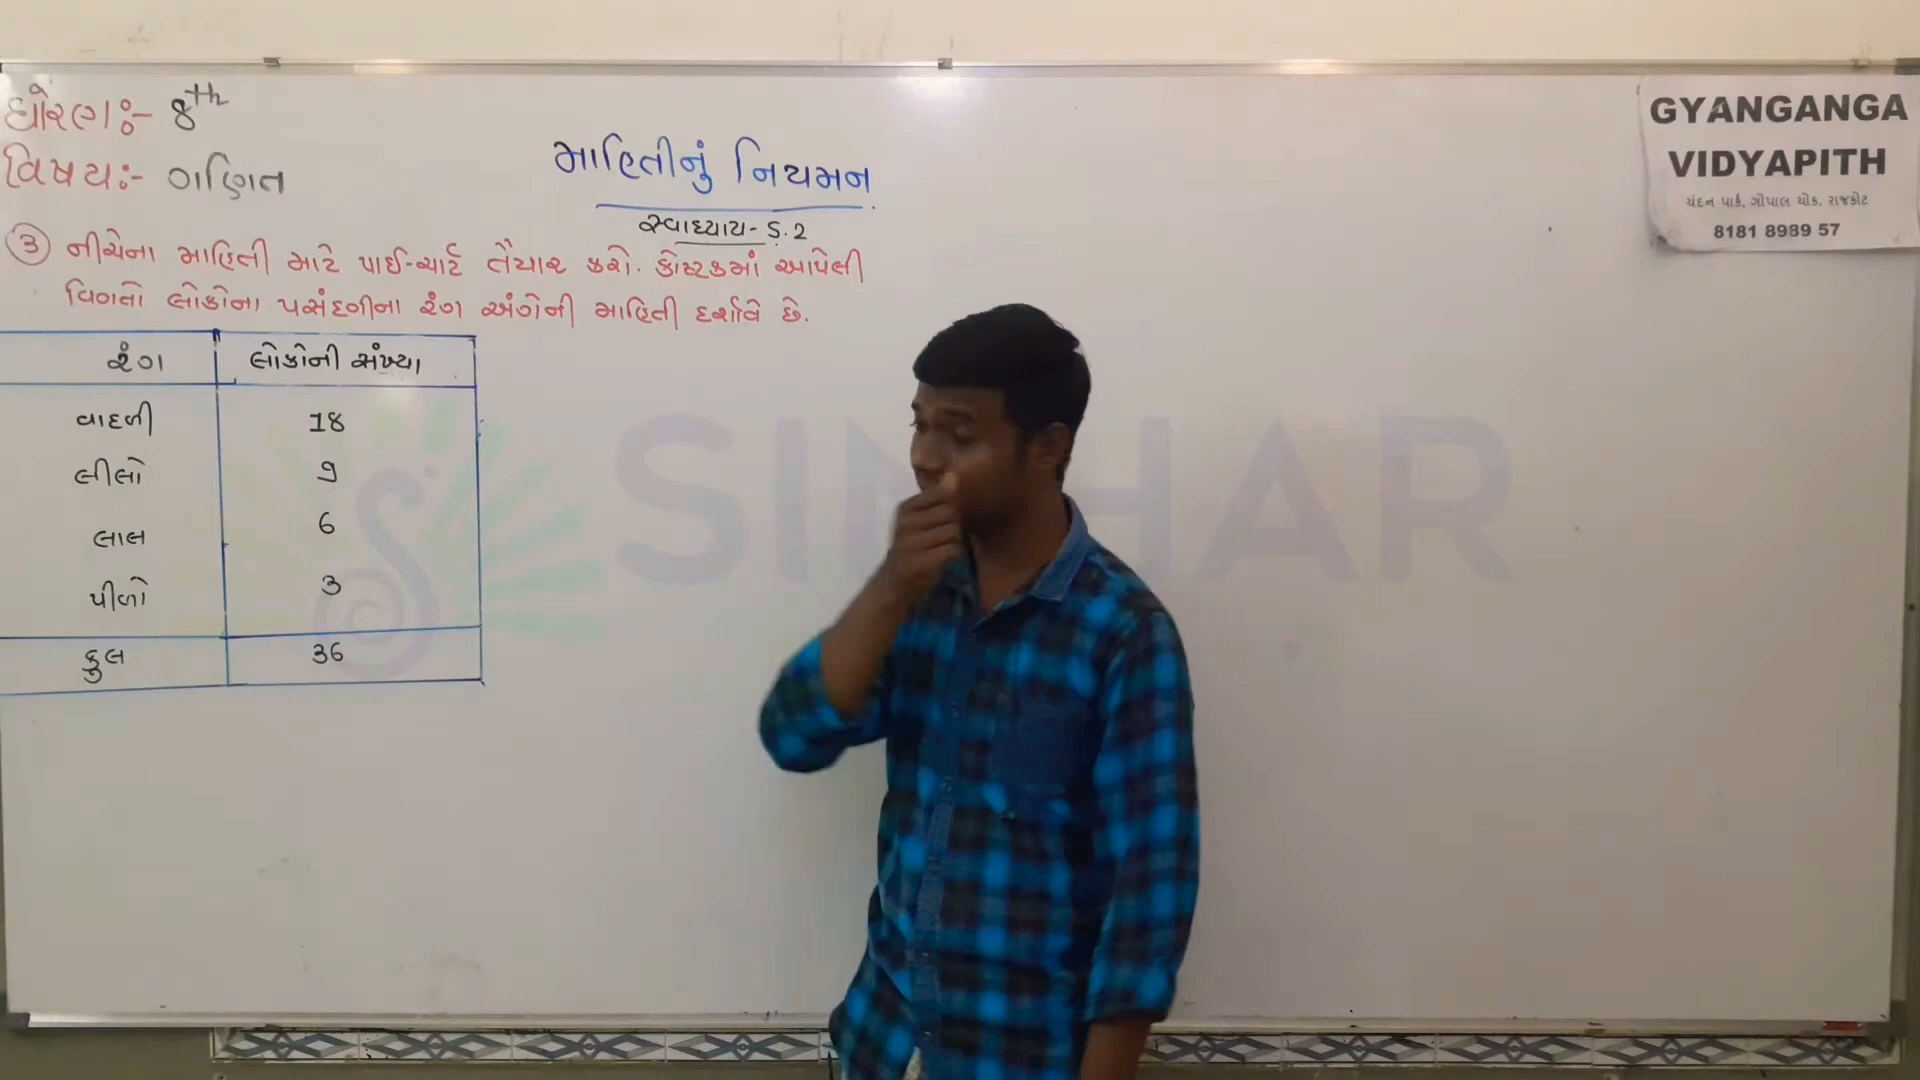 ધોરણ:- 8th
વિષય:- ગણિત
માહિતીનું નિયમન
સ્વાધ્યાય- 5.2
③ નીચેના માહિતી માટે પાઈ-ચાર્ટ તૈયાર કરો. કોષ્ટકમાં આપેલી
વિગતો લોકોના પસંદગીના રંગ અંગેની માહિતી દર્શાવે છે.
રંગ લોકોની સંખ્યા
વાદળી 18
લીલો 9
લાલ 6
પીળો 3
કુલ 36
GYANGANGA
VIDYAPITH
ચંદન પાર્ક, ગોપાલ ચોક, રાજકોટ
8181 8989 57
SINHAR